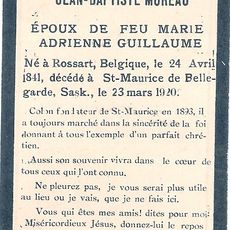 JEAN-BAPTISTE MOREAU
ÉPOUX DE FEU MARIE
ADRIENNE GUILLAUME
Né à Rossart, Belgique, le 24 Avril
1841, décédé à St-Maurice de Belle-
garde, Sask., le 23 mars 1920.
Colon fondateur de St-Maurice en 1893, il
a toujours marché dans la sincérité de la foi
donnant à tous l'exemple d'un parfait chré-
tien.
Aussi son souvenir vivra dans le cœur de
tous ceux qui l'ont connu.
Ne pleurez pas, je vous serai plus utile
au lieu ou je vais, que je ne fais ici.
Vous qui êtes mes amis! dites pour moi:
Miséricordieux Jésus, donnez-lui le repos